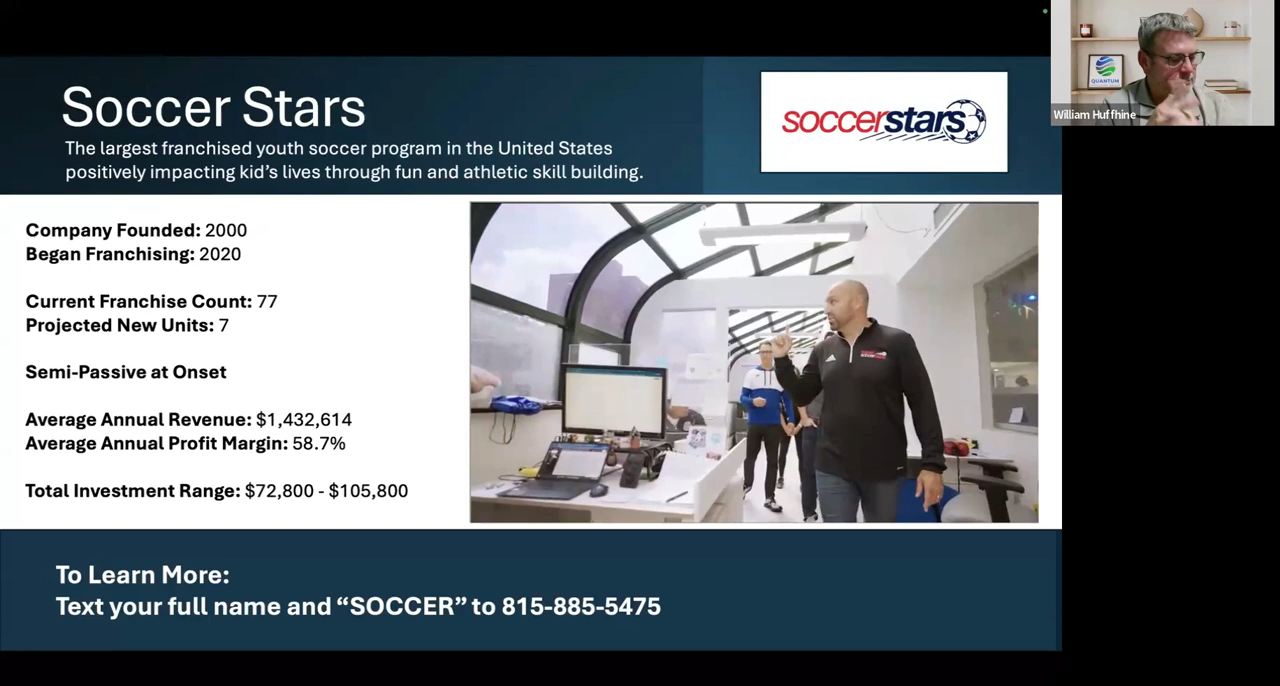 Soccer Stars
The largest franchised youth soccer program in the United States
positively impacting kid's lives through fun and athletic skill building.
soccerstars
QUANTUM
William Huffhine
Company Founded: 2000
Began Franchising: 2020
Current Franchise Count: 77
Projected New Units: 7
Semi-Passive at Onset
Average Annual Revenue: $1,432,614
Average Annual Profit Margin: 58.7%
Total Investment Range: $72,800 - $105,800
To Learn More:
Text your full name and “SOCCER” to 815-885-5475